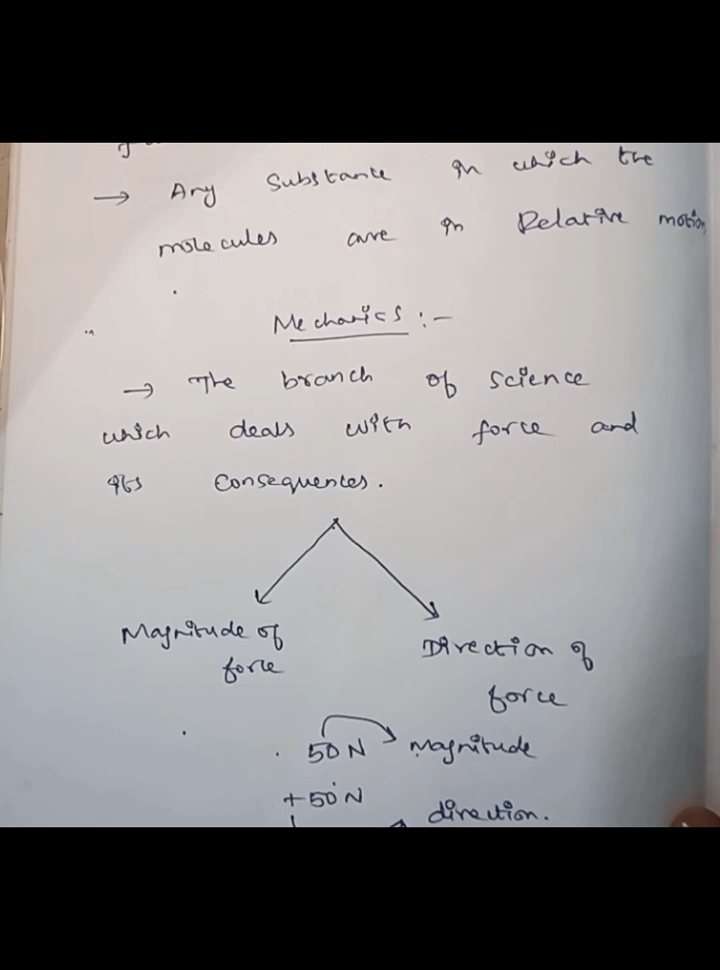 → Any Substance in which the
molecules are in Relative motion
Mechanics :-
→ The branch of science
which deals with force and
its Consequences.
Magnitude of
force
Direction of
force
50 N → Magnitude
+50 N
direction.